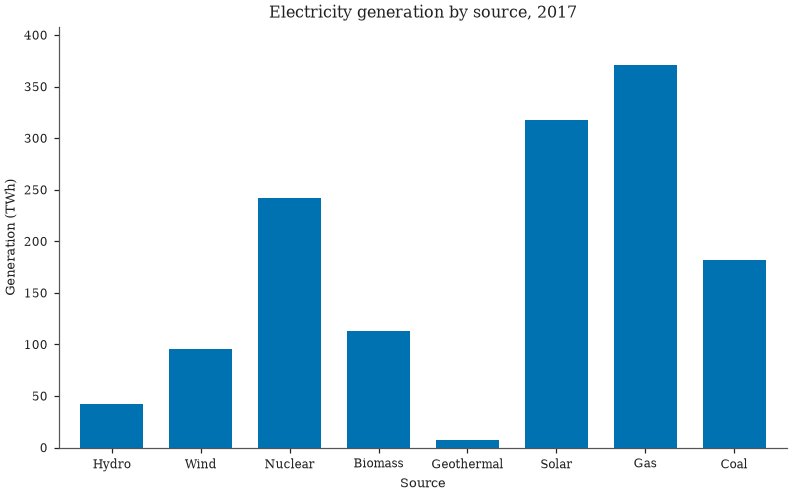 Electricity generation by source, 2017
Generation (TWh)
400
350
300
250
200
150
100
50
0
Hydro Wind Nuclear Biomass Geothermal Solar Gas Coal
Source